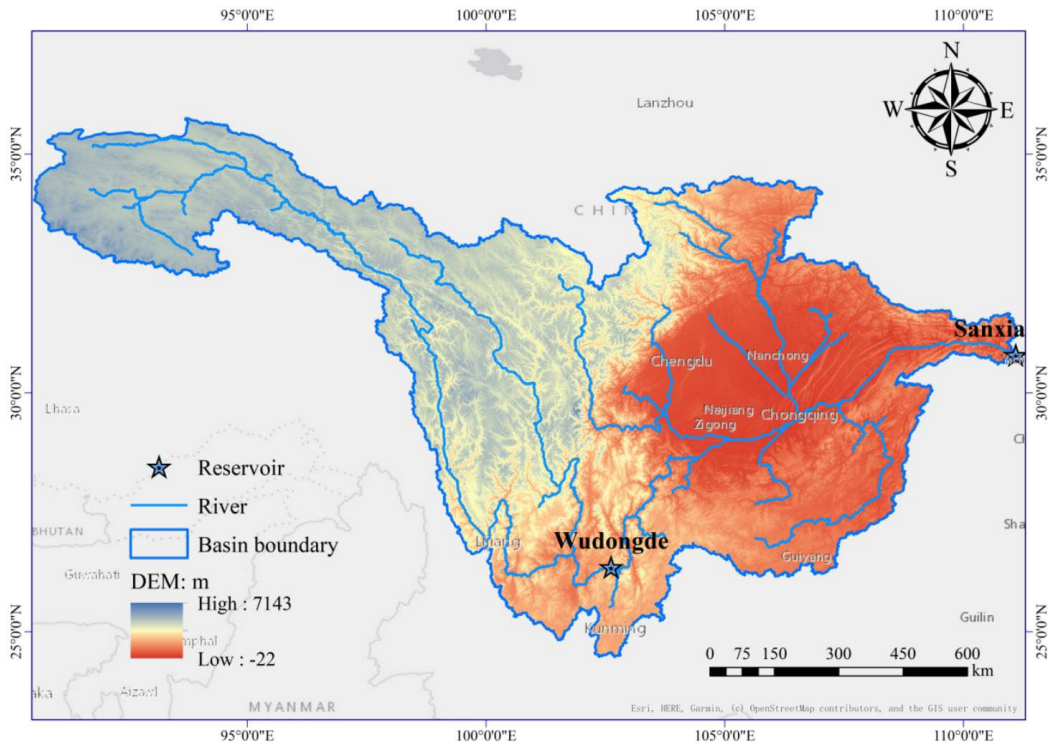 95°0'0"E 100°0'0"E 105°0'0"E 110°0'0"E
N
W E
S
Lanzhou
35°0'0"N 35°0'0"N
CHIN
Sanxia
Chengdu
Nanchong
30°0'0"N 30°0'0"N
Lhasa
Neijiang
Chongqing
Zigong
Reservoir
River
Basin boundary
BHUTAN
Guwahati
Lijiang
Wudongde
Guiyang
Sha
Ch
DEM: m
High : 7143
mphal
Low : -22
Kunming
Guilin
25°0'0"N 25°0'0"N
0 75 150 300 450 600
km
aka
Aizawl
MYANMAR
Esri, HERE, Garmin, (c) OpenStreetMap contributors, and the GIS user community
95°0'0"E 100°0'0"E 105°0'0"E 110°0'0"E